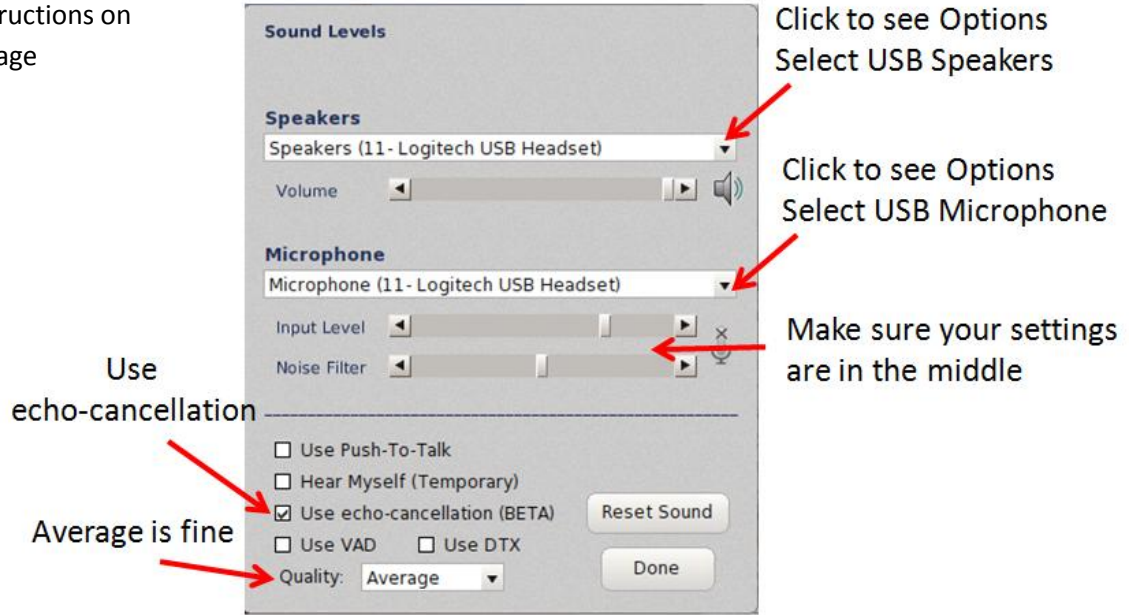 ructions on
age
Sound Levels
Click to see Options
Select USB Speakers
Speakers
Speakers (11- Logitech USB Headset)
Volume
Click to see Options
Select USB Microphone
Microphone
Microphone (11- Logitech USB Headset)
Input Level
Noise Filter
Make sure your settings
are in the middle
Use
echo-cancellation
Use Push-To-Talk
Hear Myself (Temporary)
Use echo-cancellation (BETA)
Reset Sound
Average is fine
Use VAD Use DTX
Quality: Average
Done